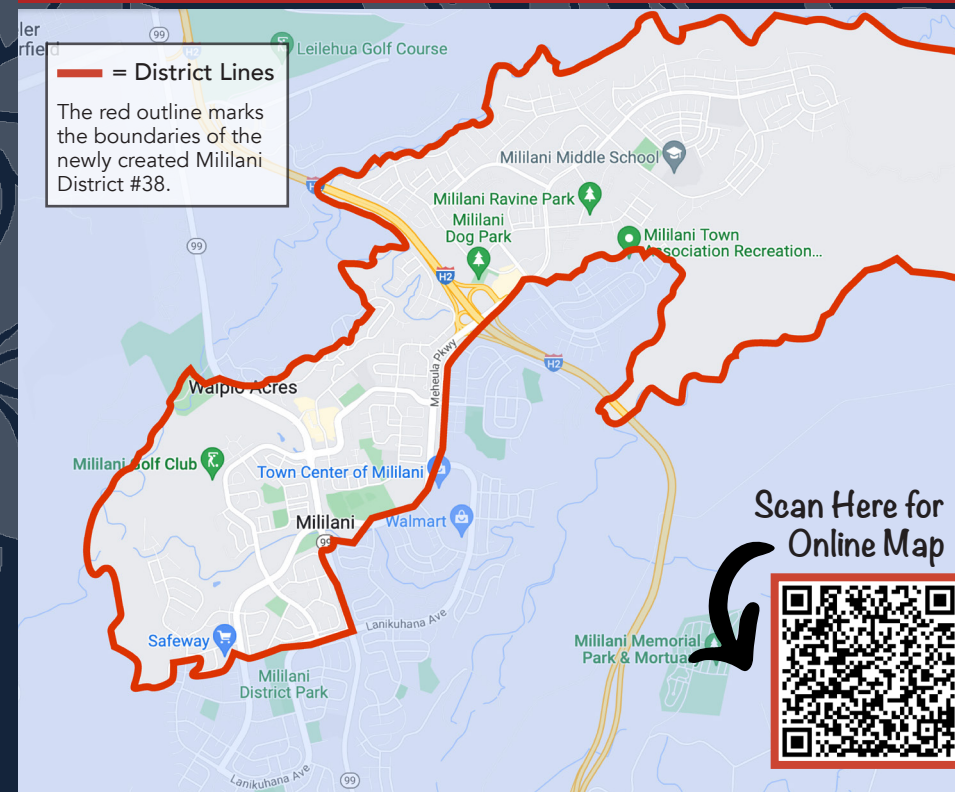 ler
rfield
99
H2
Leilehua Golf Course
= District Lines
The red outline marks
the boundaries of the
newly created Mililani
District #38.
Mililani Middle School
Mililani Ravine Park
Mililani
Dog Park
Mililani Town
Association Recreation...
99
H2
Meheula Pkwy
H2
Waipio Acres
Mililani Golf Club
Town Center of Mililani
Mililani
Walmart
99
Scan Here for
Online Map
Lanikuhana Ave
Safeway
Mililani Memorial
Park & Mortuary
Mililani
District Park
Lanikuhana Ave
99